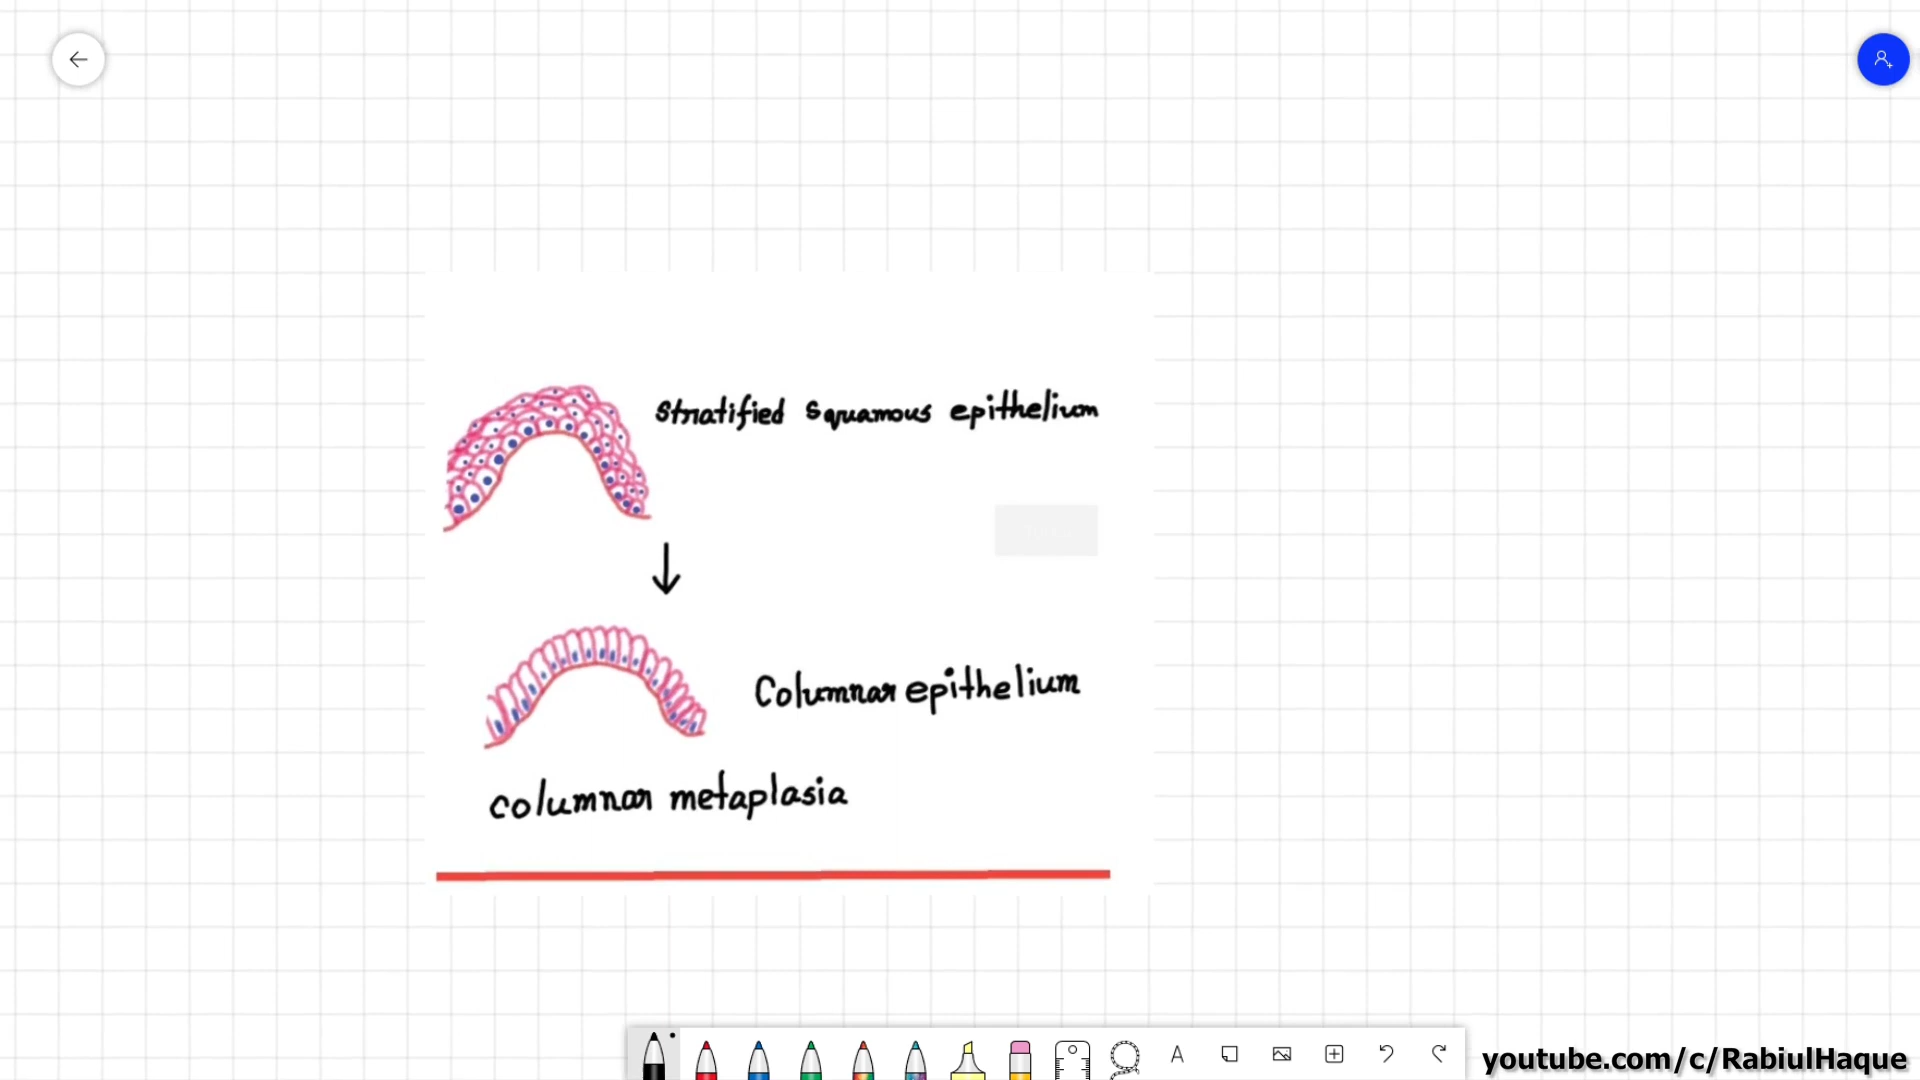 Stratified Squamous epithelium
Columnar epithelium
columnar metaplasia
A
youtube.com/c/RabiulHaque